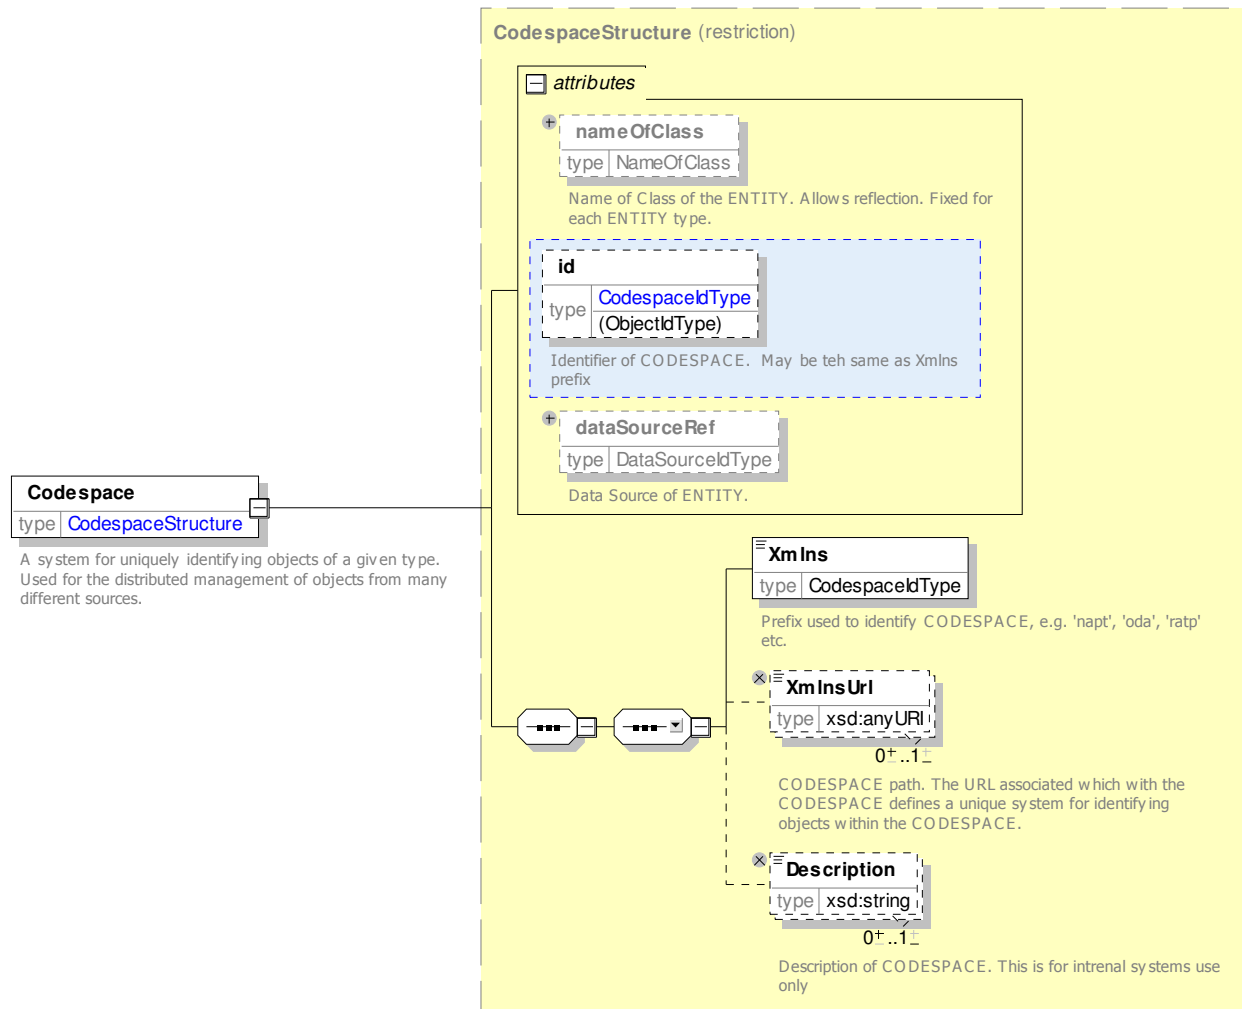 CodespaceStructure (restriction)
attributes
nameOfClass
type NameOfClass
Name of Class of the ENTITY. Allows reflection. Fixed for
each ENTITY type.
id
type CodespaceIdType
(ObjectIdType)
Identifier of CODESPACE. May be teh same as Xmlns
prefix
dataSourceRef
type DataSourceIdType
Data Source of ENTITY.
Codespace
type CodespaceStructure
A system for uniquely identifying objects of a given type.
Used for the distributed management of objects from many
different sources.
Xmlns
type CodespaceIdType
Prefix used to identify CODESPACE, e.g. 'napt', 'oda', 'ratp'
etc.
XmlnsUrl
type xsd:anyURI
0±..1±
CODESPACE path. The URL associated which with the
CODESPACE defines a unique system for identifying
objects within the CODESPACE.
Description
type xsd:string
0±..1±
Description of CODESPACE. This is for intrenal systems use
only